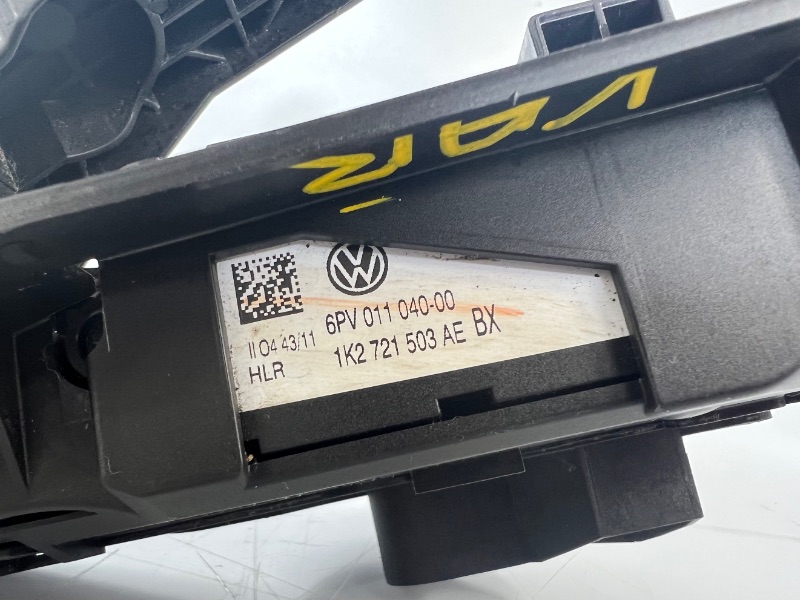 VAR
6PV 011 040-00
II 04 43/11
1K2 721 503 AE BX
HLR